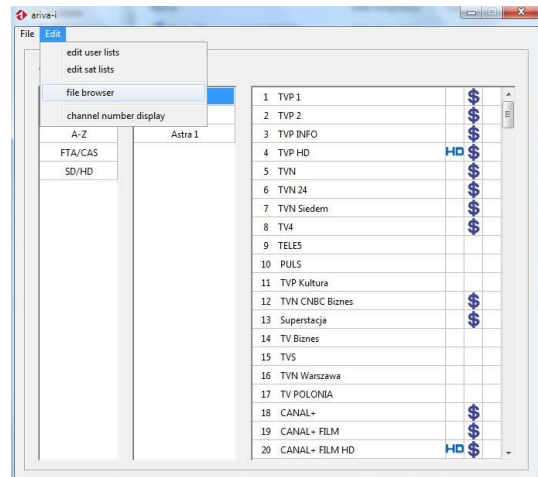 ariva-i
File Edit
edit user lists
edit sat lists
file browser
channel number display
A-Z
FTA/CAS
SD/HD
Astra 1
1 TVP 1 $
2 TVP 2 $
3 TVP INFO $
4 TVP HD HD $
5 TVN $
6 TVN 24 $
7 TVN Siedem $
8 TV4 $
9 TELE5
10 PULS
11 TVP Kultura
12 TVN CNBC Biznes $
13 Superstacja $
14 TV Biznes
15 TVS
16 TVN Warszawa
17 TV POLONIA
18 CANAL+ $
19 CANAL+ FILM $
20 CANAL+ FILM HD HD $